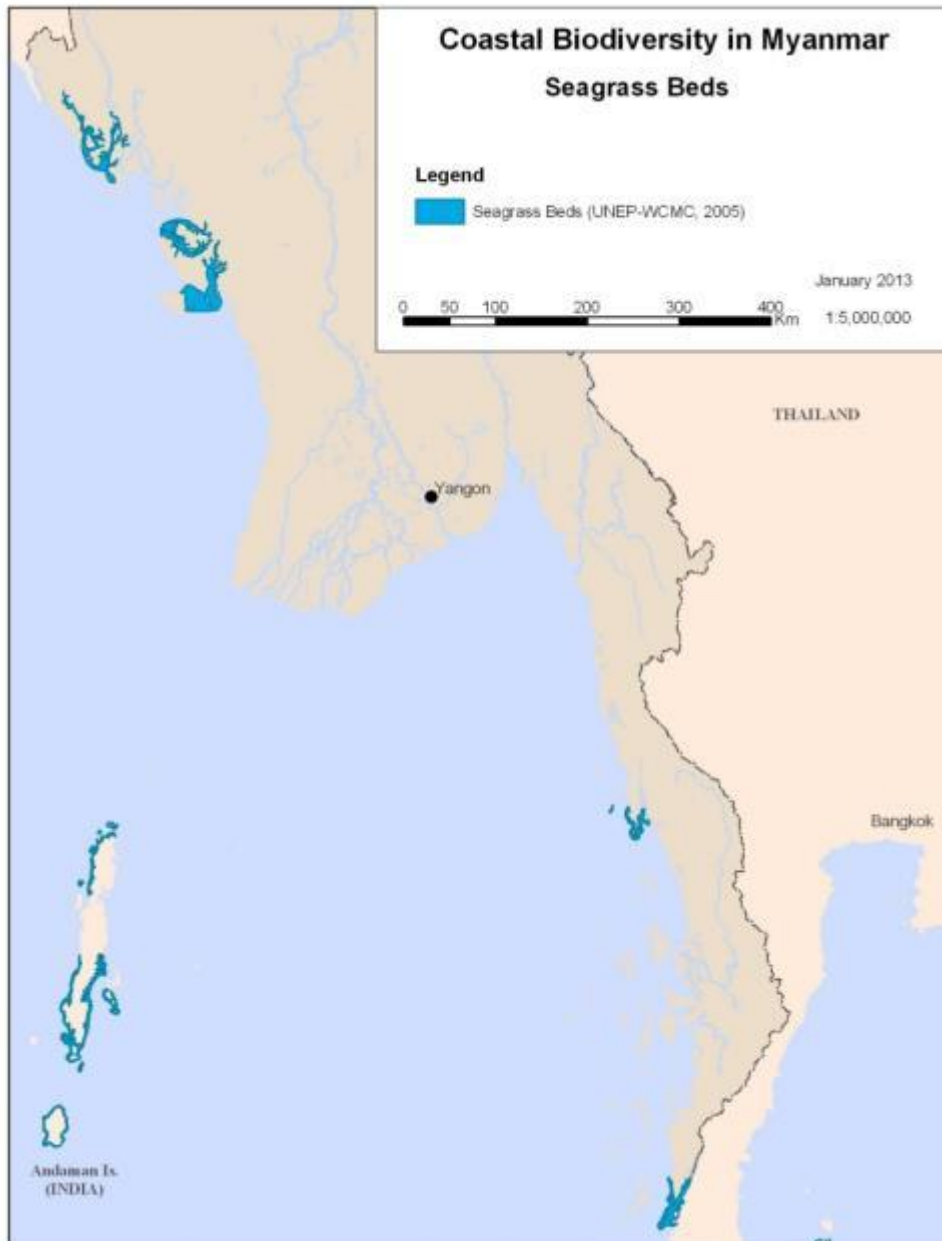 Coastal Biodiversity in Myanmar
Seagrass Beds
Legend
Seagrass Beds (UNEP-WCMC, 2005)
January 2013
0 50 100 200 300 400
Km
1:5,000,000
THAILAND
Yangon
Bangkok
Andaman Is.
(INDIA)